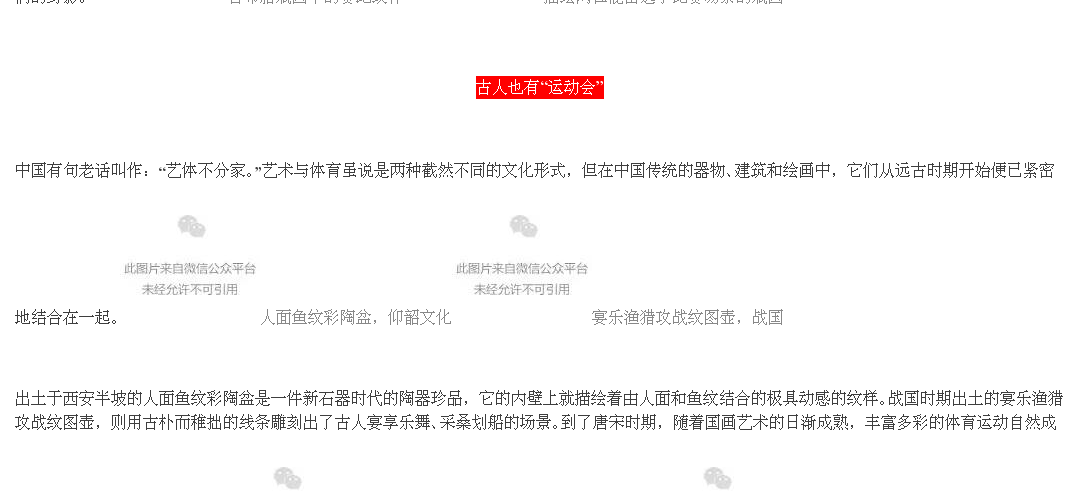 古人也有“运动会”
中国有句老话叫作：“艺体不分家。”艺术与体育虽说是两种截然不同的文化形式，但在中国传统的器物、建筑和绘画中，它们从远古时期开始便已紧密
此图片来自微信公众平台
未经允许不可引用
此图片来自微信公众平台
未经允许不可引用
地结合在一起。
人面鱼纹彩陶盆，仰韶文化
宴乐渔猎攻战纹图壶，战国
出土于西安半坡的人面鱼纹彩陶盆是一件新石器时代的陶器珍品，它的内壁上就描绘着由人面和鱼纹结合的极具动感的纹样。战国时期出土的宴乐渔猎
攻战纹图壶，则用古朴而稚拙的线条雕刻出了古人宴享乐舞、采桑划船的场景。到了唐宋时期，随着国画艺术的日渐成熟，丰富多彩的体育运动自然成